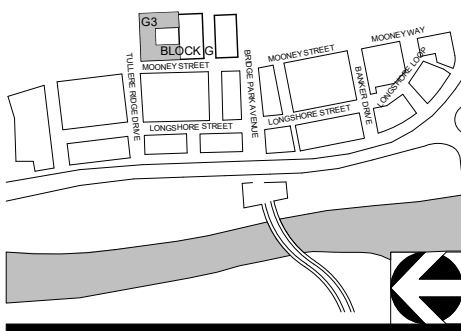 G3
BLOCK G
MOONEY STREET
TULLERE RIDGE DRIVE
BRIDGE PARK AVENUE
MOONEY STREET
MOONEY WAY
BANKER DRIVE
LONGSHORE LOOP
LONGSHORE STREET
LONGSHORE STREET